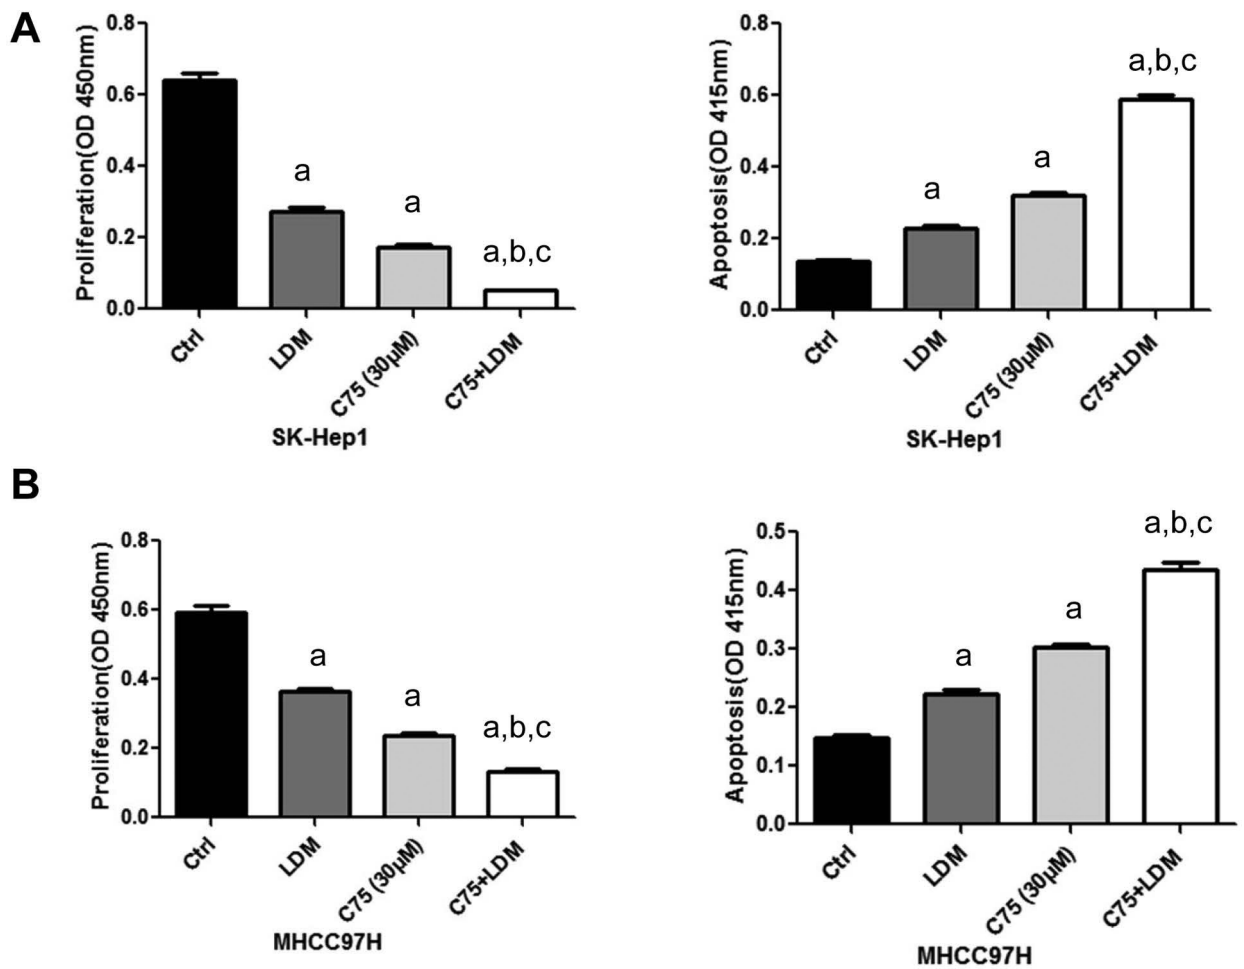 A
Proliferation(OD 450nm)
0.8
0.6
0.4
0.2
0.0
a
a
a,b,c
Ctrl
LDM
C75 (30μM)
C75+LDM
SK-Hep1
Apoptosis(OD 415nm)
0.8
0.6
0.4
0.2
0.0
a
a
a,b,c
Ctrl
LDM
C75 (30μM)
C75+LDM
SK-Hep1
B
Proliferation(OD 450nm)
0.8
0.6
0.4
0.2
0.0
a
a
a,b,c
Ctrl
LDM
C75 (30μM)
C75+LDM
MHCC97H
Apoptosis(OD 415nm)
0.5
0.4
0.3
0.2
0.1
0.0
a
a
a,b,c
Ctrl
LDM
C75 (30μM)
C75+LDM
MHCC97H